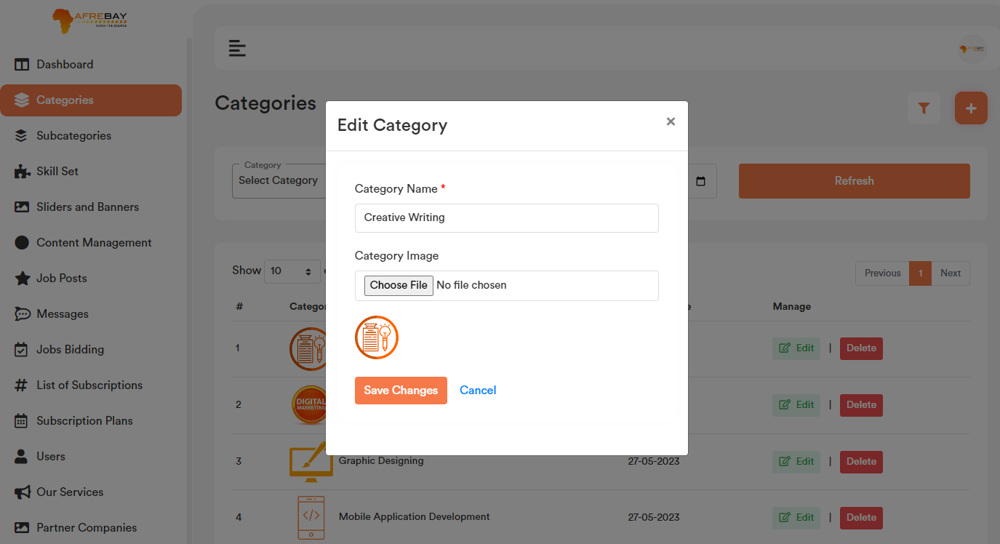 AFREBAY
REACH THE SOURCE
Dashboard
Categories
Subcategories
Skill Set
Sliders and Banners
Content Management
Job Posts
Messages
Jobs Bidding
List of Subscriptions
Subscription Plans
Users
Our Services
Partner Companies
Categories
Category
Select Category
Refresh
Show 10
Previous 1 Next
# Manage
1 Edit | Delete
2 DIGITAL MARKETING Edit | Delete
3 Graphic Designing 27-05-2023 Edit | Delete
4 </> Mobile Application Development 27-05-2023 Edit | Delete
Edit Category ×
Category Name *
Creative Writing
Category Image
Choose File No file chosen
Save Changes Cancel